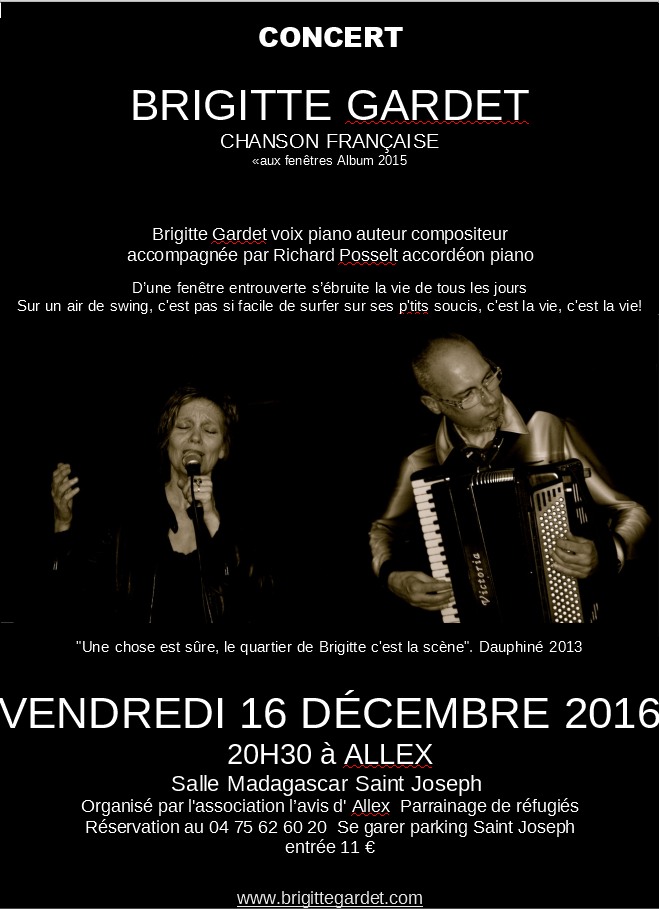 CONCERT
BRIGITTE GARDET
CHANSON FRANÇAISE
«aux fenêtres Album 2015
Brigitte Gardet voix piano auteur compositeur
accompagnée par Richard Posselt accordéon piano
D'une fenêtre entrouverte s'ébruite la vie de tous les jours
Sur un air de swing, c'est pas si facile de surfer sur ses p'tits soucis, c'est la vie, c'est la vie!
Victoria
"Une chose est sûre, le quartier de Brigitte c'est la scène". Dauphiné 2013
VENDREDI 16 DÉCEMBRE 2016
20H30 à ALLEX
Salle Madagascar Saint Joseph
Organisé par l'association l'avis d' Allex  Parrainage de réfugiés
Réservation au 04 75 62 60 20  Se garer parking Saint Joseph
entrée 11 €
www.brigittegardet.com